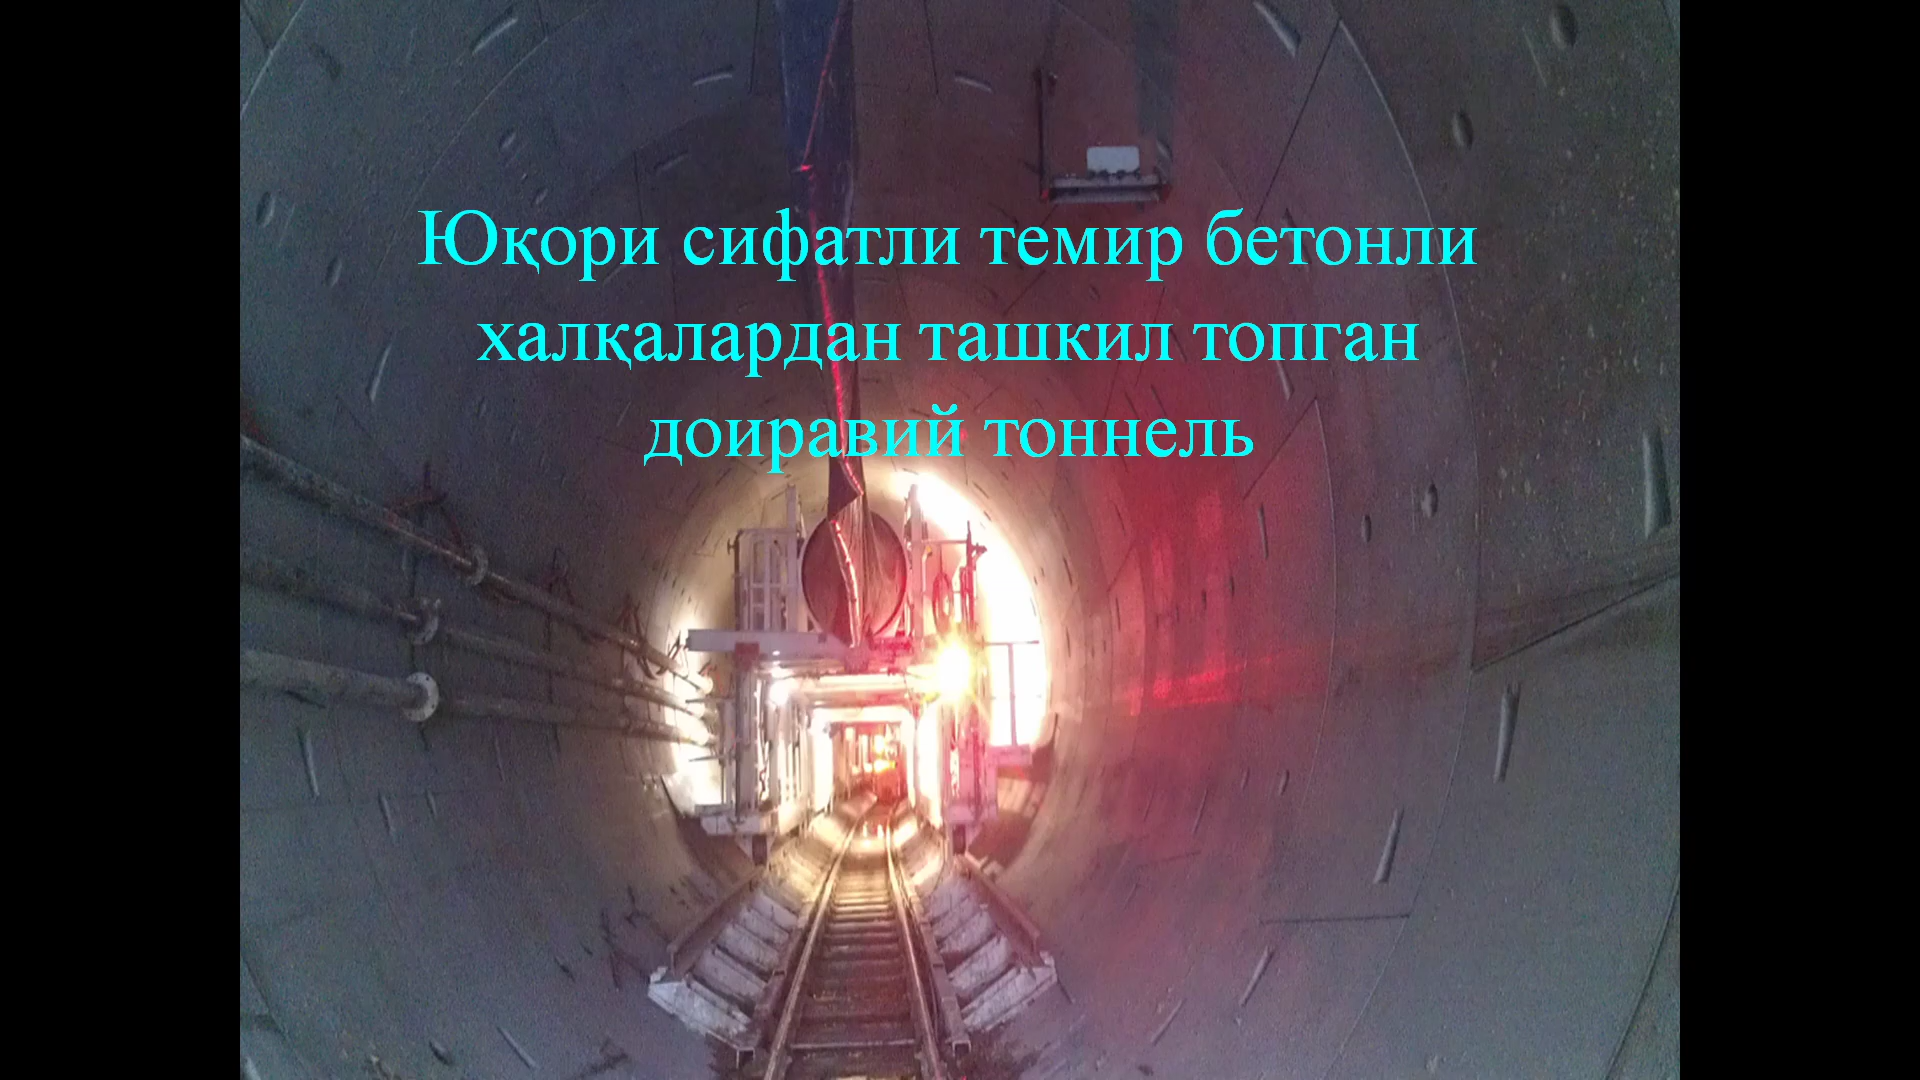 Юқори сифатли темир бетонли
халқалардан ташкил топган
доиравий тоннель